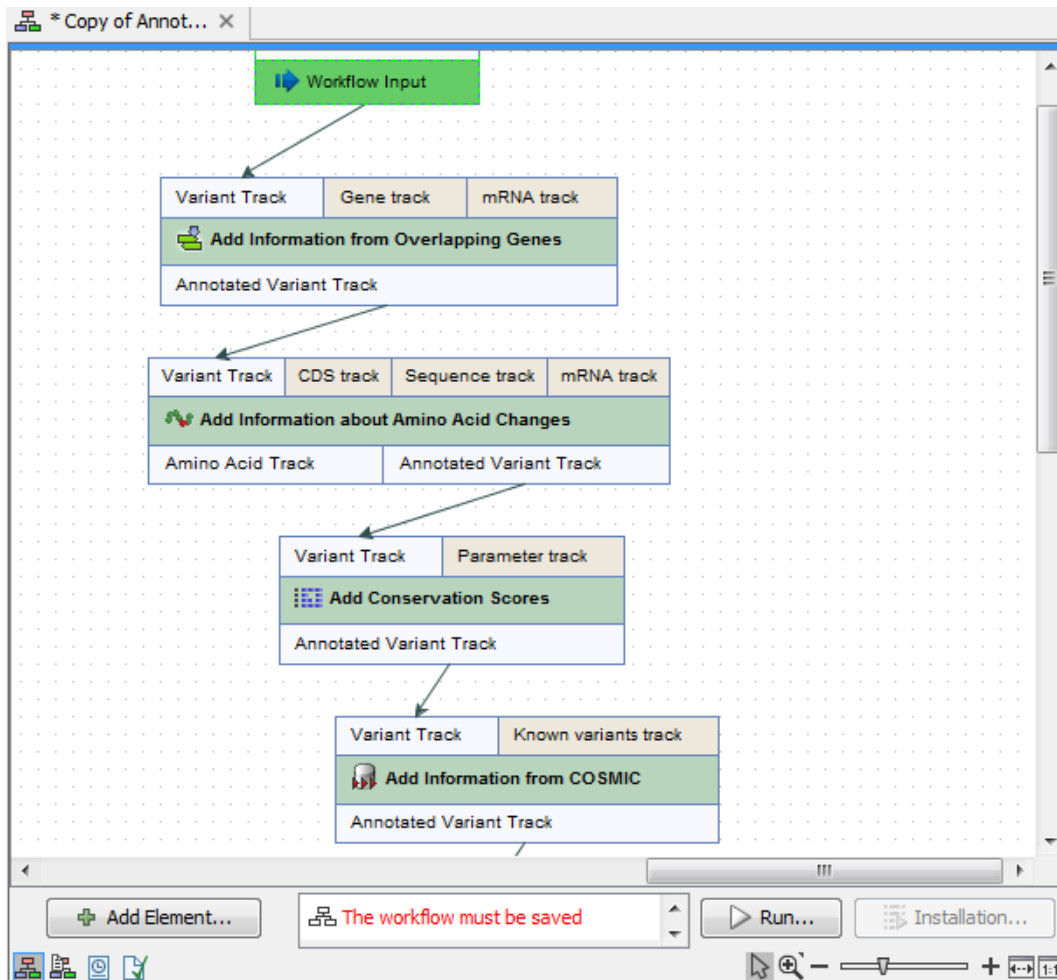 * Copy of Annot...
Workflow Input
Variant Track Gene track mRNA track
Add Information from Overlapping Genes
Annotated Variant Track
Variant Track CDS track Sequence track mRNA track
Add Information about Amino Acid Changes
Amino Acid Track Annotated Variant Track
Variant Track Parameter track
Add Conservation Scores
Annotated Variant Track
Variant Track Known variants track
Add Information from COSMIC
Annotated Variant Track
Add Element... The workflow must be saved Run... Installation...
1:1